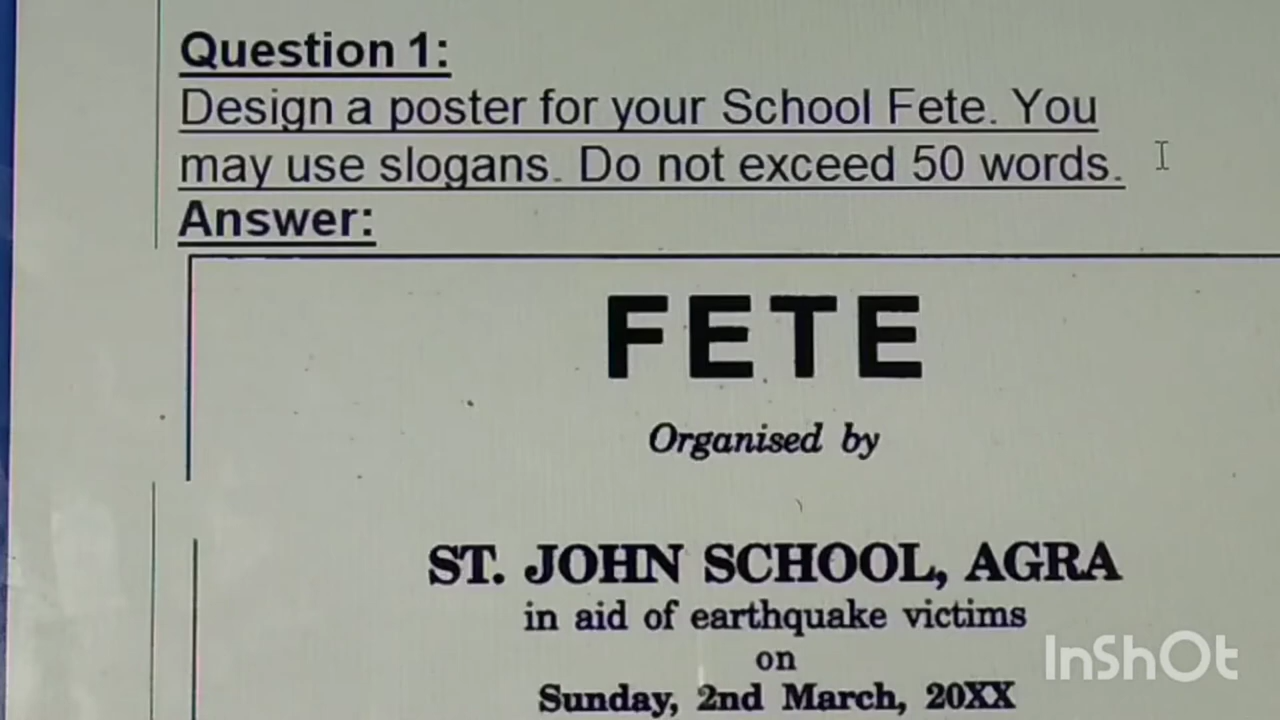 Question 1:
Design a poster for your School Fete. You
may use slogans. Do not exceed 50 words.
Answer:
FETE
Organised by
ST. JOHN SCHOOL, AGRA
in aid of earthquake victims
on
Sunday, 2nd March, 20XX
InShOt